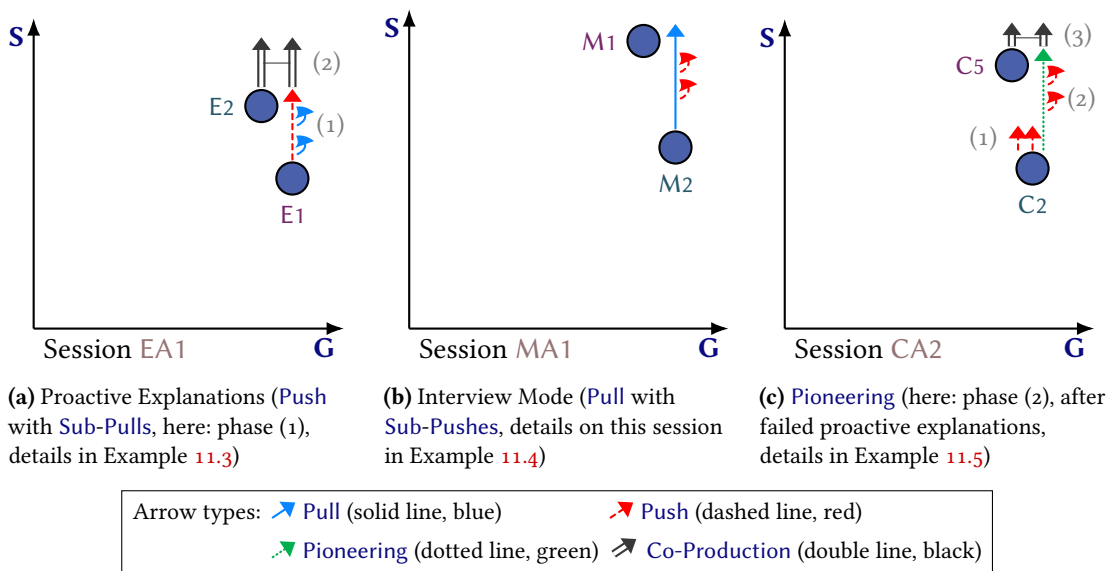 S
E2
E1
(2)
(1)
Session EA1
G
S
M1
M2
Session MA1
G
S
C5
C2
(3)
(2)
(1)
Session CA2
G
(a) Proactive Explanations (Push
with Sub-Pulls, here: phase (1),
details in Example 11.3)
(b) Interview Mode (Pull with
Sub-Pushes, details on this session
in Example 11.4)
(c) Pioneering (here: phase (2), after
failed proactive explanations,
details in Example 11.5)
Arrow types: Pull (solid line, blue) Push (dashed line, red)
Pioneering (dotted line, green) Co-Production (double line, black)